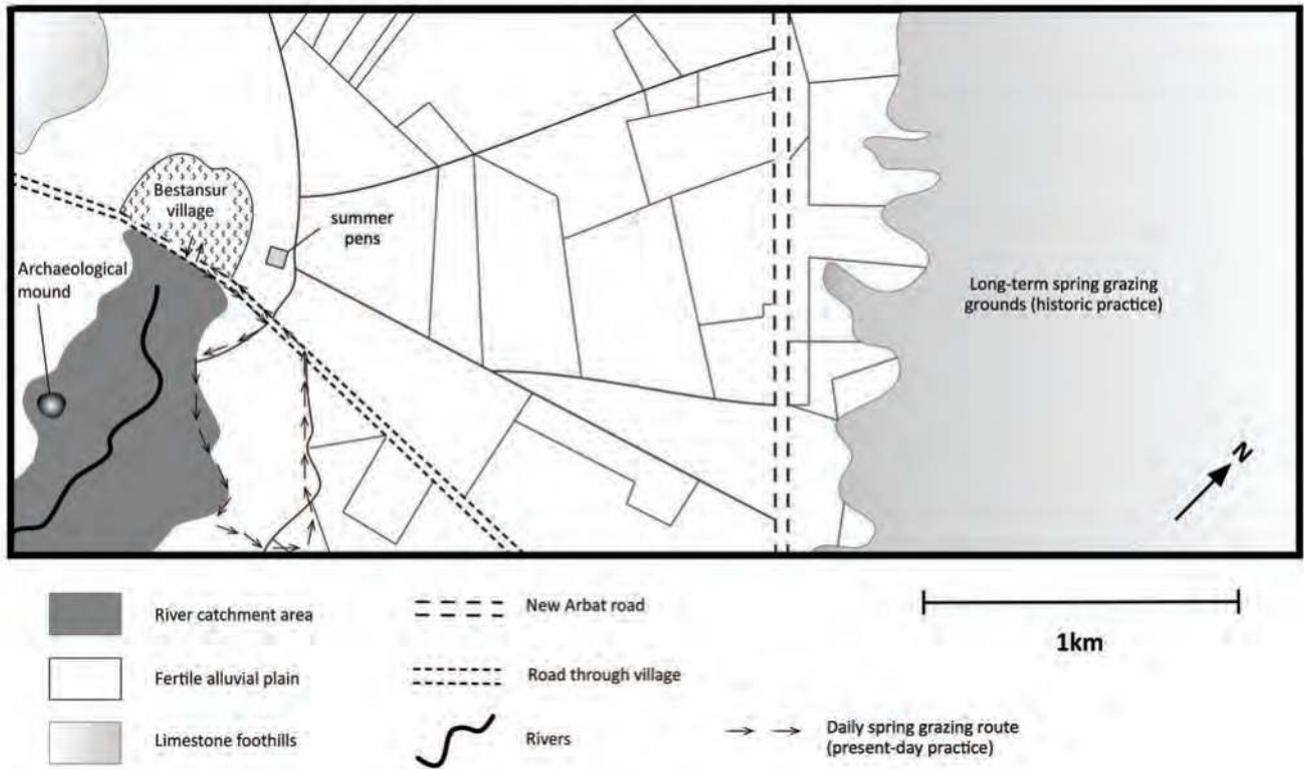 Bestansur
village
summer
pens
Archaeological
mound
Long-term spring grazing
grounds (historic practice)
N
River catchment area
Fertile alluvial plain
Limestone foothills
New Arbat road
Road through village
Rivers
1km
Daily spring grazing route
(present-day practice)